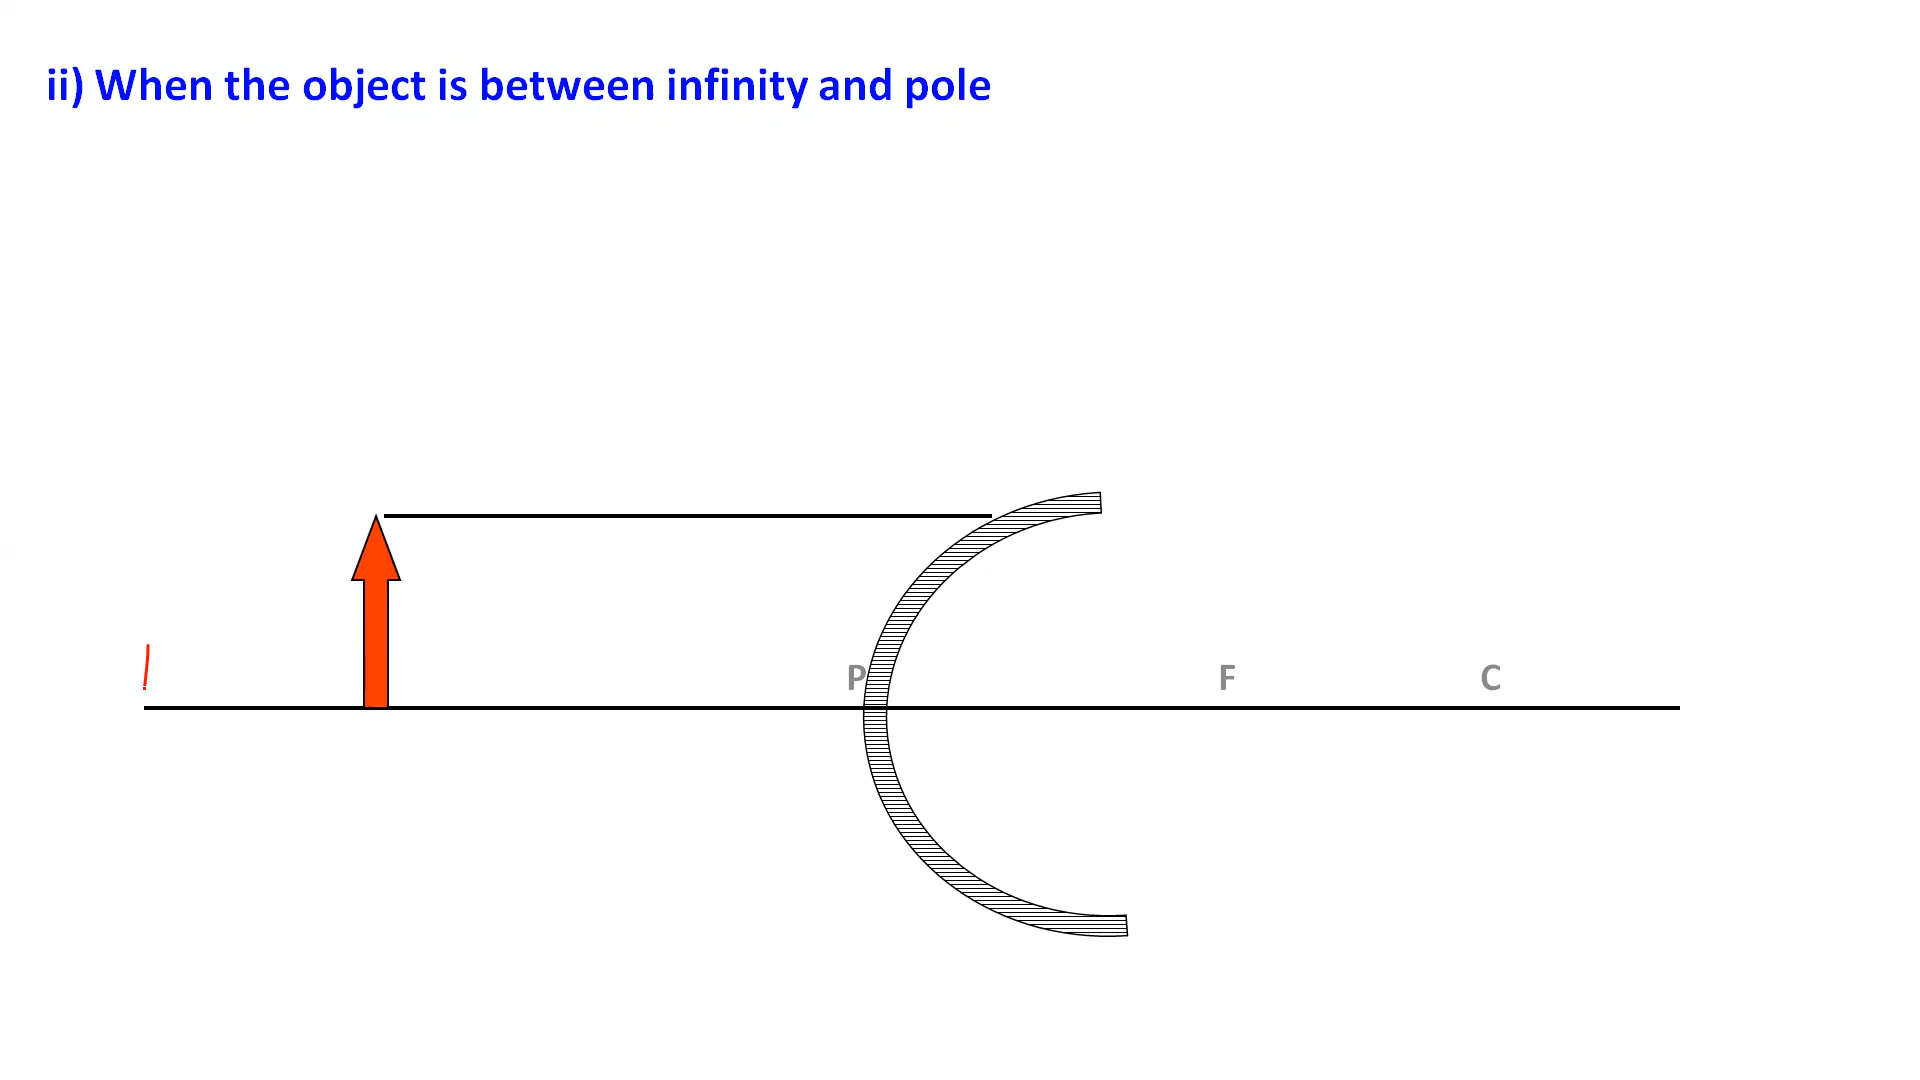 ii) When the object is between infinity and pole
P F C